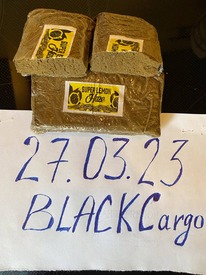 SUPER LEMON
Haze
27.03.23
BLACKCargo